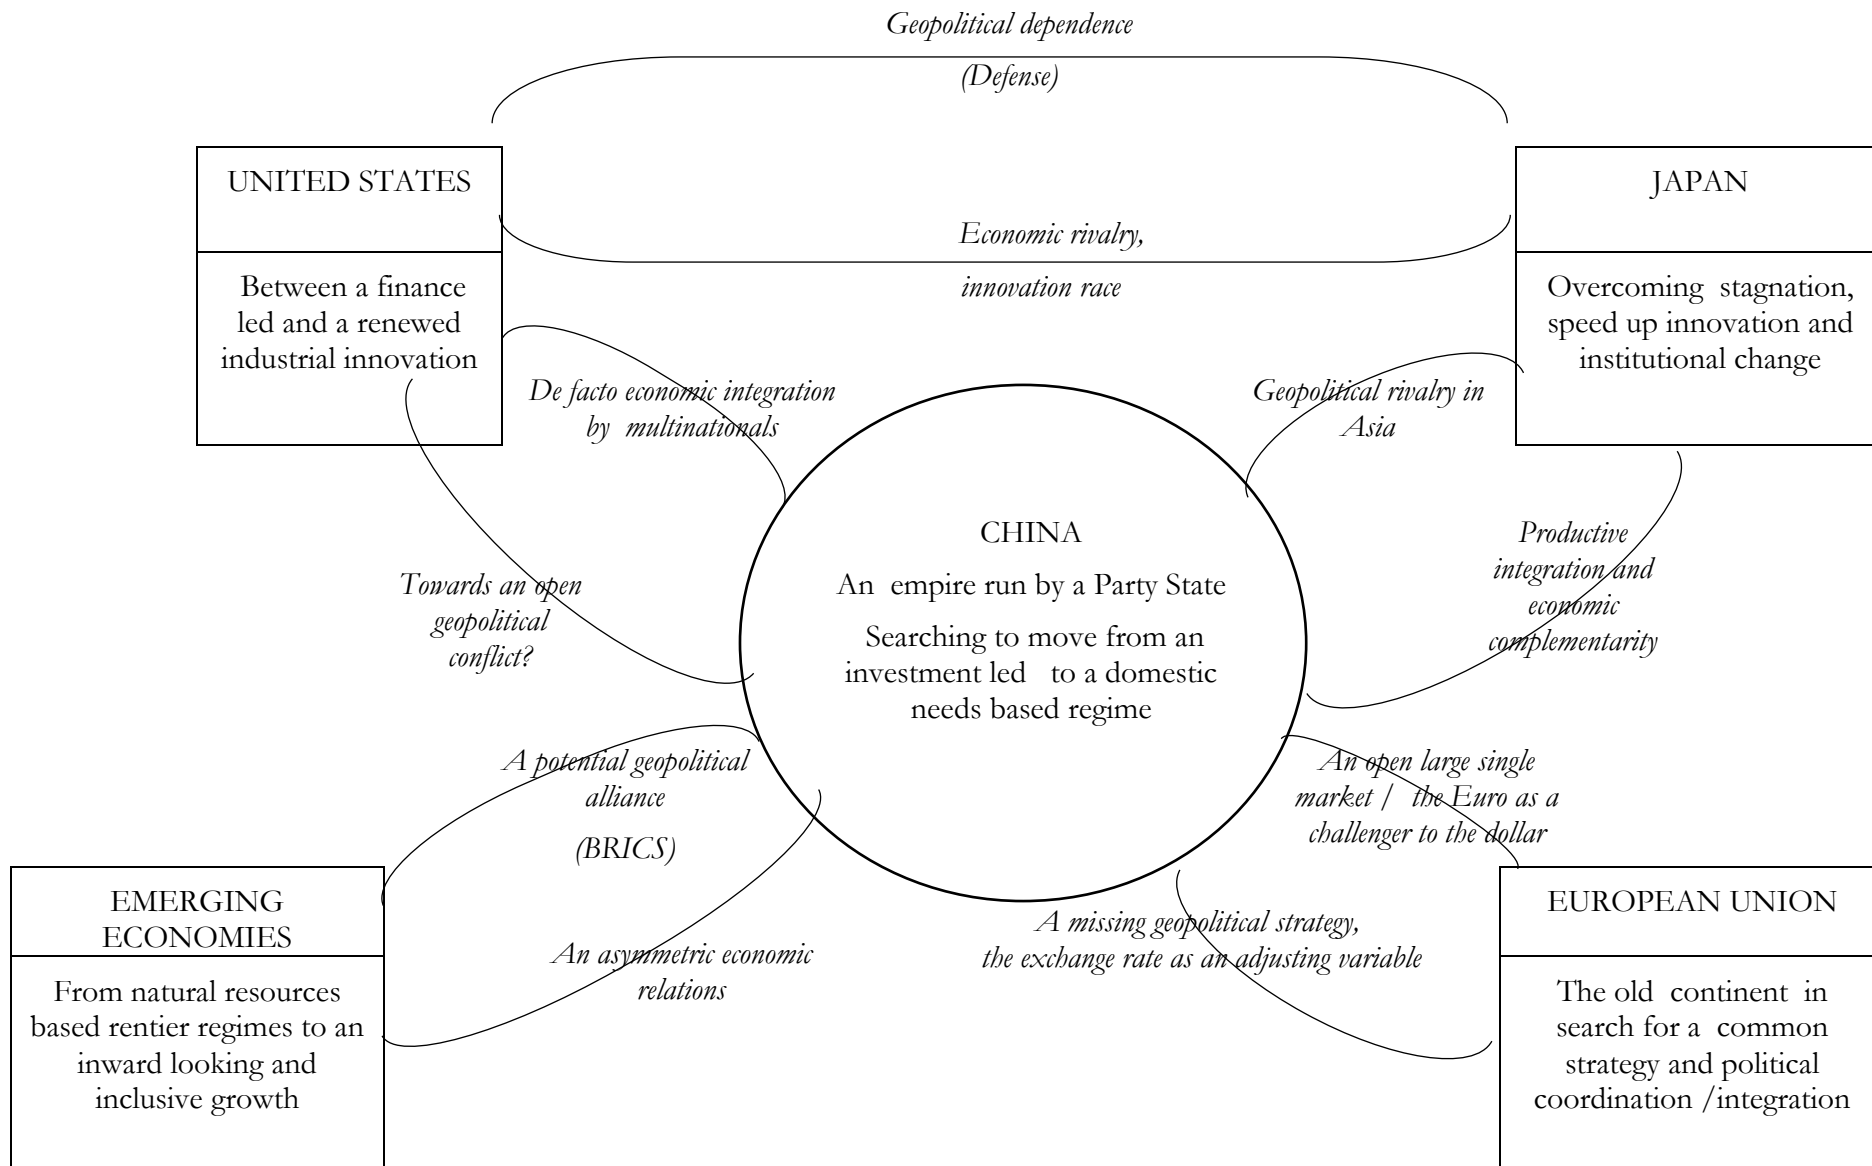 Geopolitical dependence
(Defense)
UNITED STATES
JAPAN
Economic rivalry,
innovation race
Between a finance
led and a renewed
industrial innovation
Overcoming stagnation,
speed up innovation and
institutional change
De facto economic integration
by multinationals
Geopolitical rivalry in
Asia
CHINA
An empire run by a Party State
Searching to move from an
investment led to a domestic
needs based regime
Productive
integration and
economic
complementarity
Towards an open
geopolitical
conflict?
A potential geopolitical
alliance
(BRICS)
An open large single
market / the Euro as a
challenger to the dollar
EMERGING
ECONOMIES
EUROPEAN UNION
A missing geopolitical strategy,
the exchange rate as an adjusting variable
An asymmetric economic
relations
From natural resources
based rentier regimes to an
inward looking and
inclusive growth
The old continent in
search for a common
strategy and political
coordination /integration